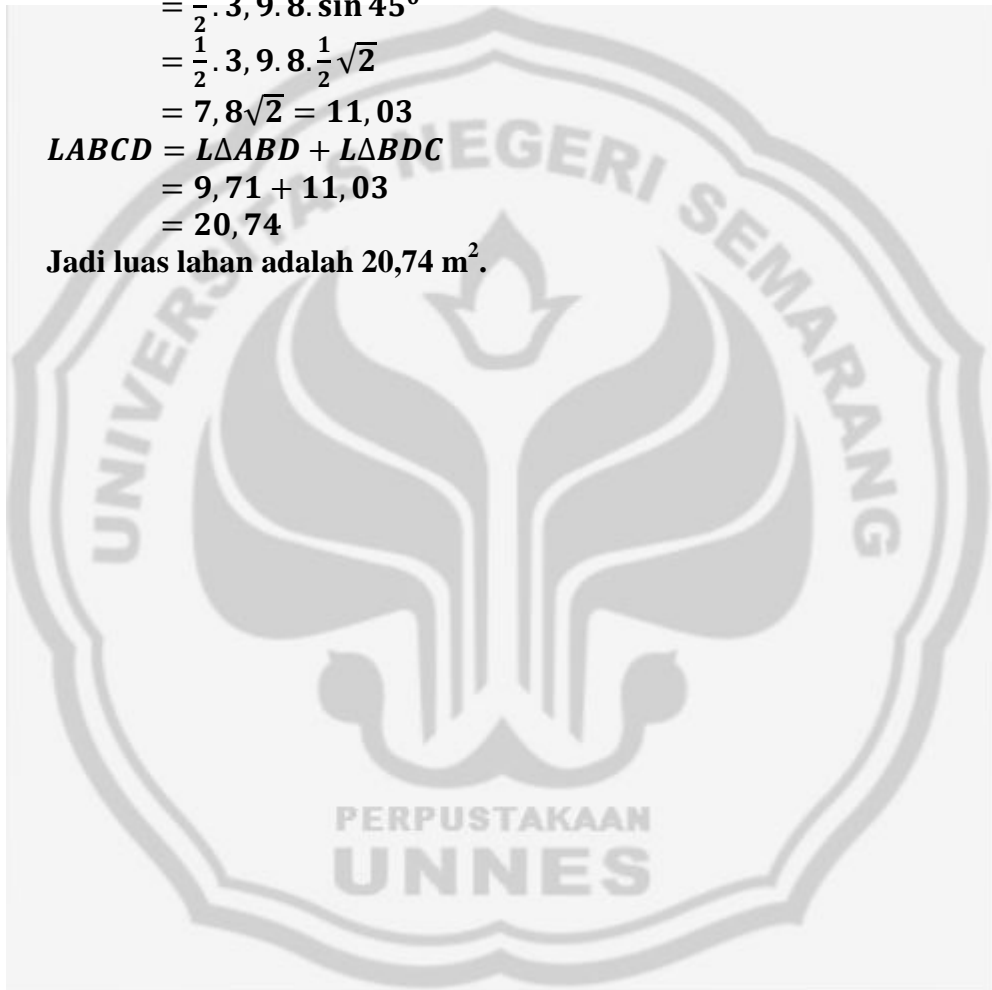 = 1/2 . 3, 9. 8. sin 45⁰
= 1/2 . 3, 9. 8. 1/2 √2
= 7, 8√2 = 11, 03
LABCD = LΔABD + LΔBDC
= 9, 71 + 11, 03
= 20, 74
Jadi luas lahan adalah 20,74 m².
UNIVERSITAS NEGERI SEMARANG
PERPUSTAKAAN
UNNES